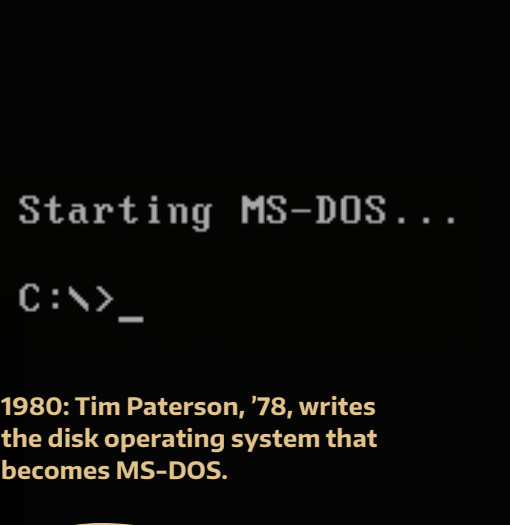 Starting MS-DOS...
C:\>_
1980: Tim Paterson, ’78, writes
the disk operating system that
becomes MS-DOS.